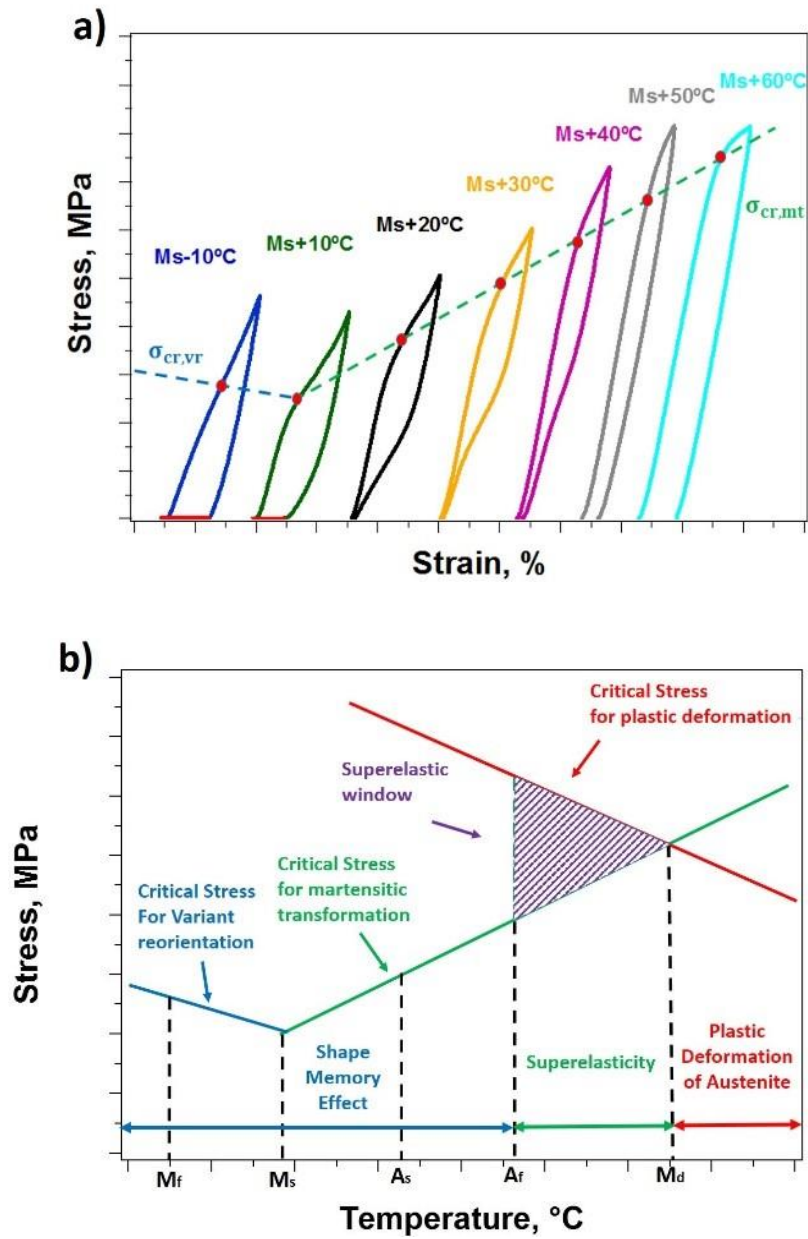 a)
Ms-10ºC
Ms+10ºC
Ms+20ºC
Ms+30ºC
Ms+40ºC
Ms+50ºC
Ms+60ºC
σcr,vr
σcr,mt
Stress, MPa
Strain, %
b)
Critical Stress
for plastic deformation
Superelastic
window
Critical Stress
for martensitic
transformation
Critical Stress
For Variant
reorientation
Shape
Memory
Effect
Superelasticity
Plastic
Deformation
of Austenite
Stress, MPa
Mf
Ms
As
Af
Md
Temperature, °C